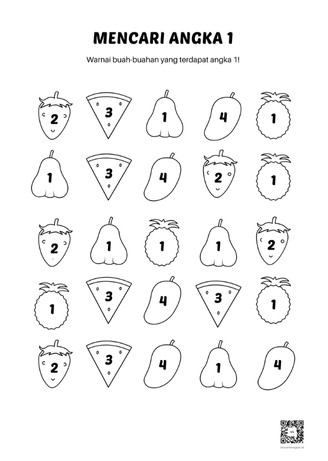 MENCARI ANGKA 1
Warnai buah-buahan yang terdapat angka 1!
2 3 1 4 1
1 3 4 2 1
2 1 1 1 2
1 3 4 3 1
2 3 4 1 4